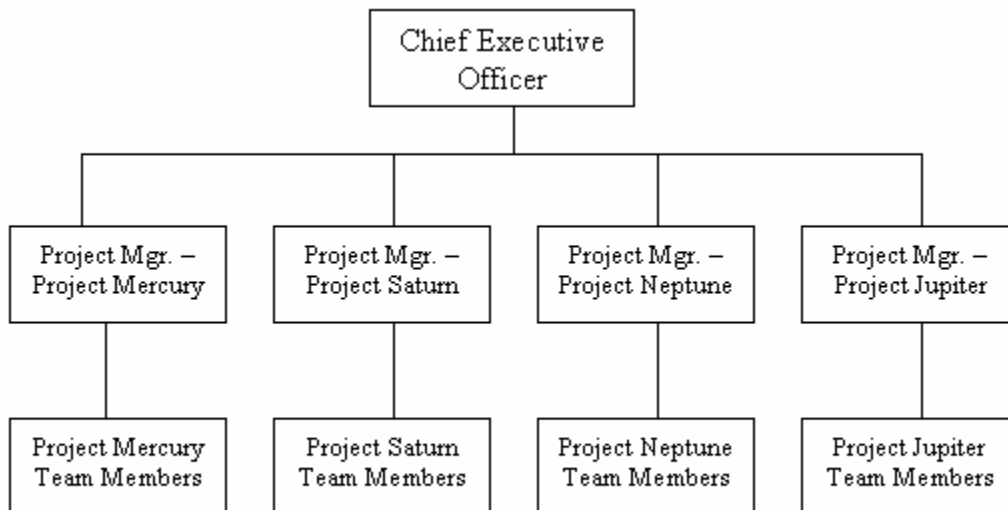 Chief Executive
Officer
Project Mgr. –
Project Mercury
Project Mgr. –
Project Saturn
Project Mgr. –
Project Neptune
Project Mgr. –
Project Jupiter
Project Mercury
Team Members
Project Saturn
Team Members
Project Neptune
Team Members
Project Jupiter
Team Members